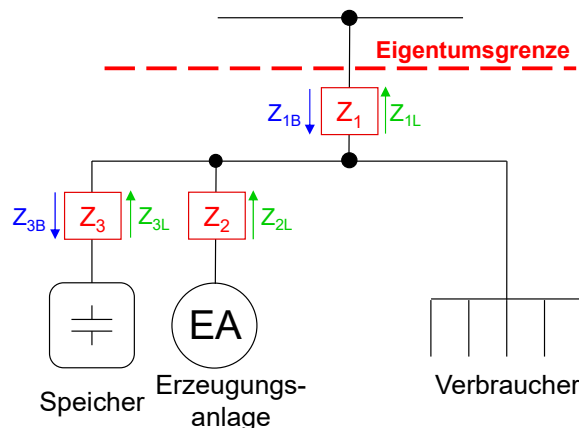 Eigentumsgrenze
Z1B Z1 Z1L
Z3B Z3 Z3L Z2 Z2L
EA
Speicher Erzeugungs-
anlage Verbraucher